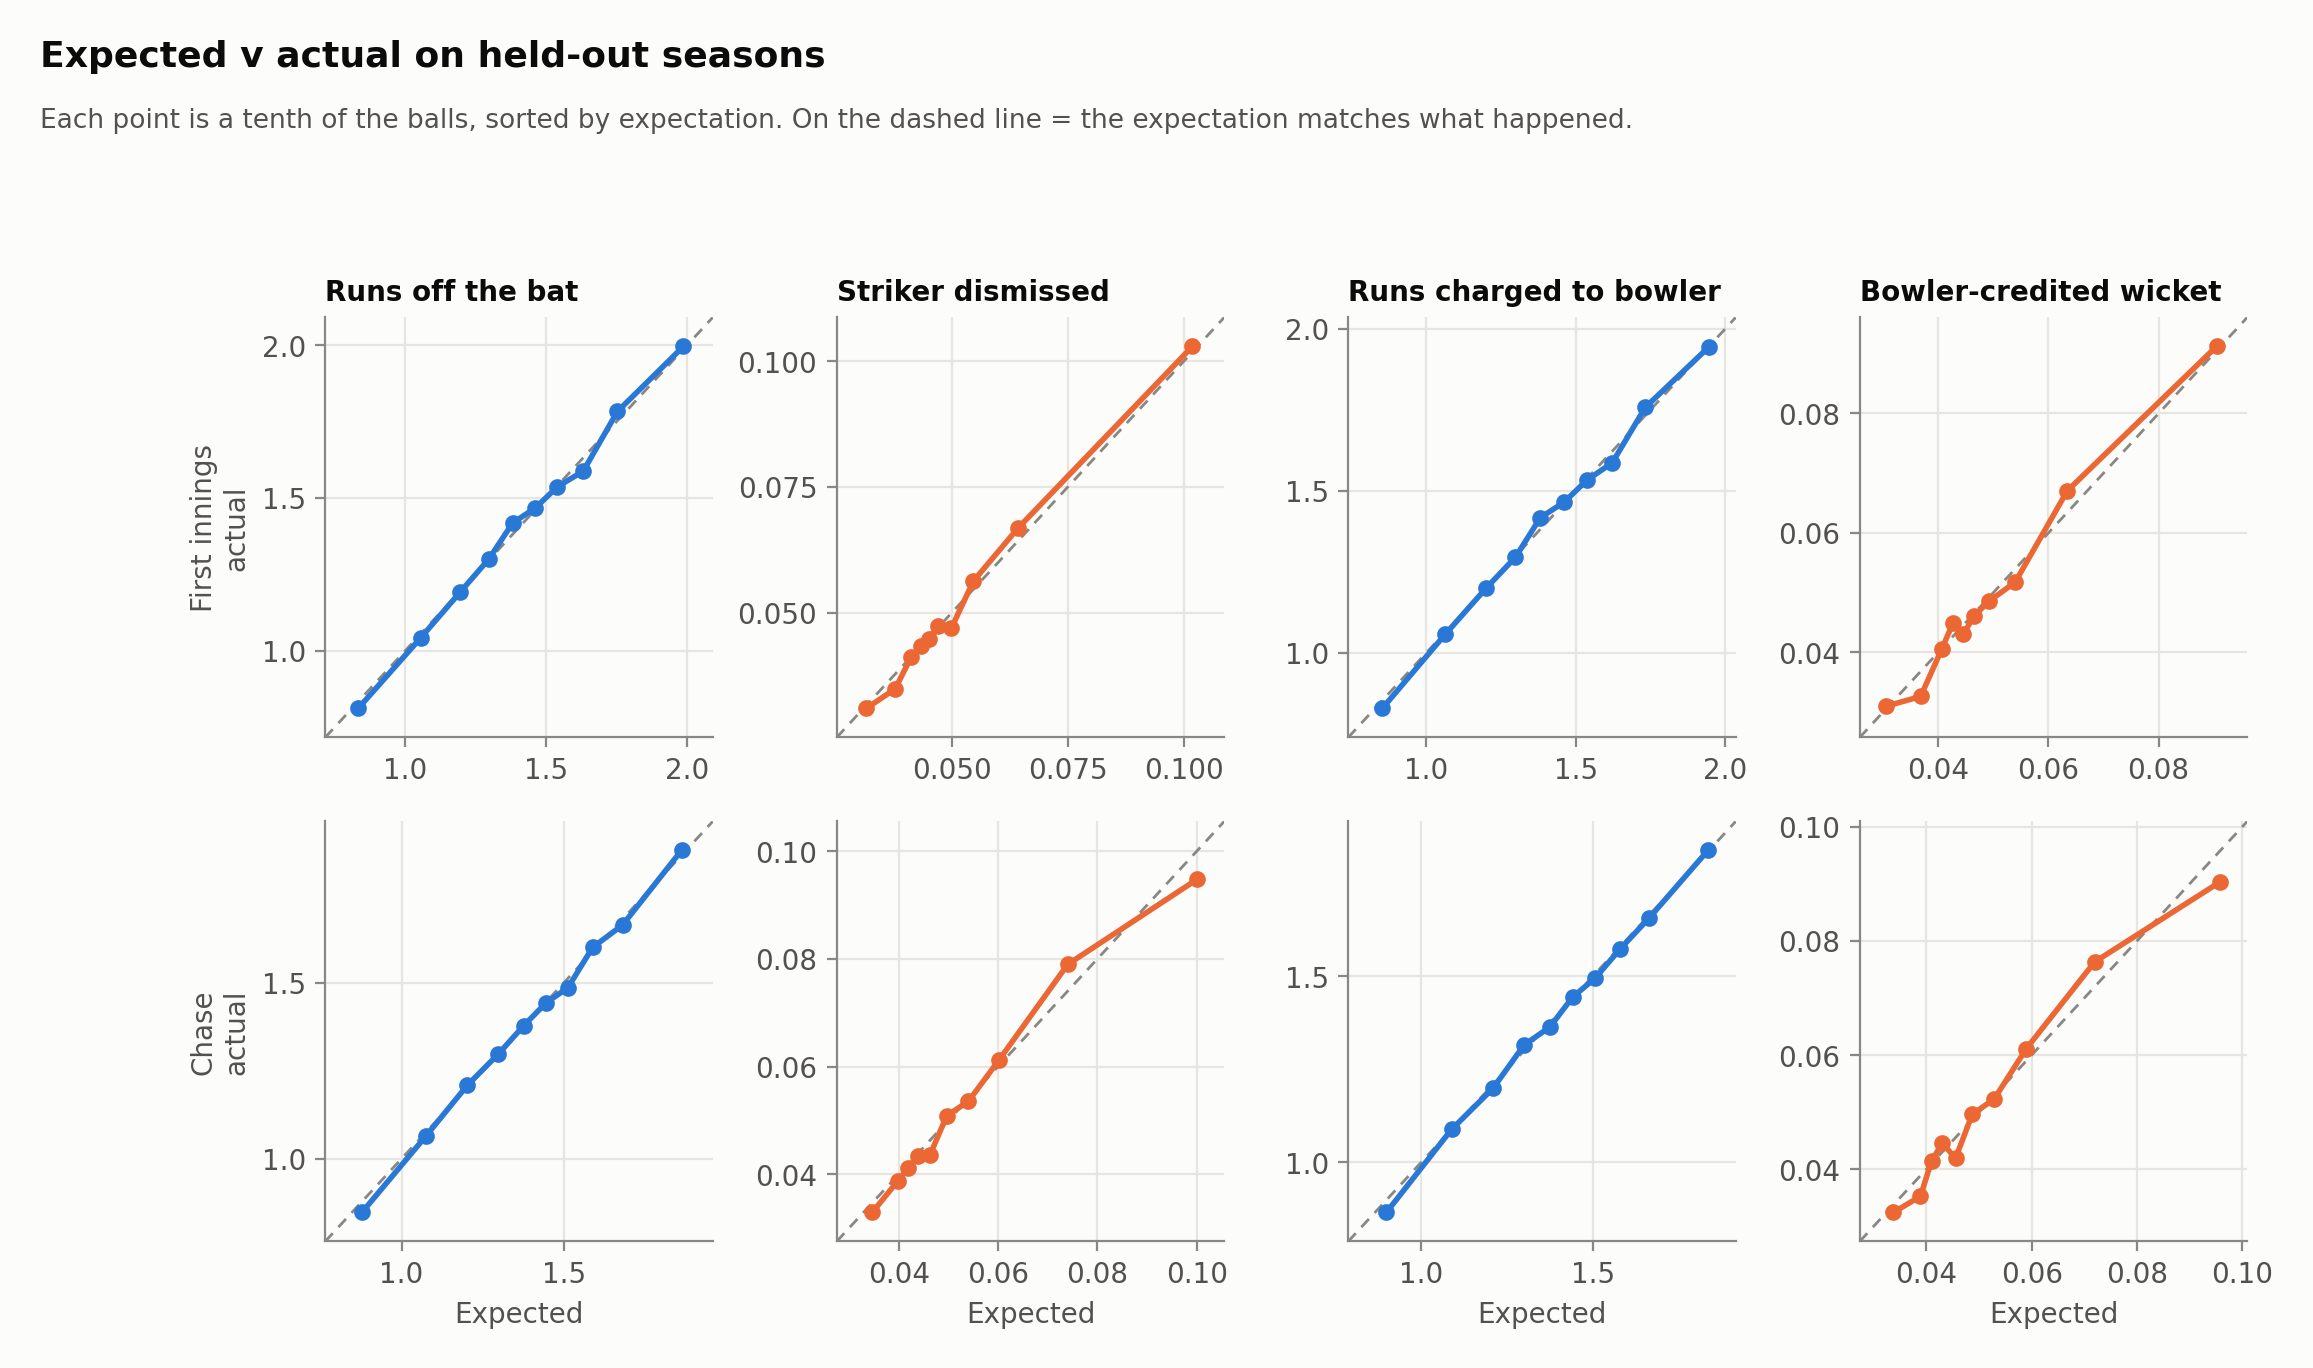 Expected v actual on held-out seasons
Each point is a tenth of the balls, sorted by expectation. On the dashed line = the expectation matches what happened.
Runs off the bat
Striker dismissed
Runs charged to bowler
Bowler-credited wicket
First innings
actual
2.0
1.5
1.0
1.0 1.5 2.0
0.100
0.075
0.050
0.050 0.075 0.100
2.0
1.5
1.0
1.0 1.5 2.0
0.08
0.06
0.04
0.04 0.06 0.08
Chase
actual
1.5
1.0
1.0 1.5
Expected
0.10
0.08
0.06
0.04
0.04 0.06 0.08 0.10
Expected
1.5
1.0
1.0 1.5
Expected
0.10
0.08
0.06
0.04
0.04 0.06 0.08 0.10
Expected